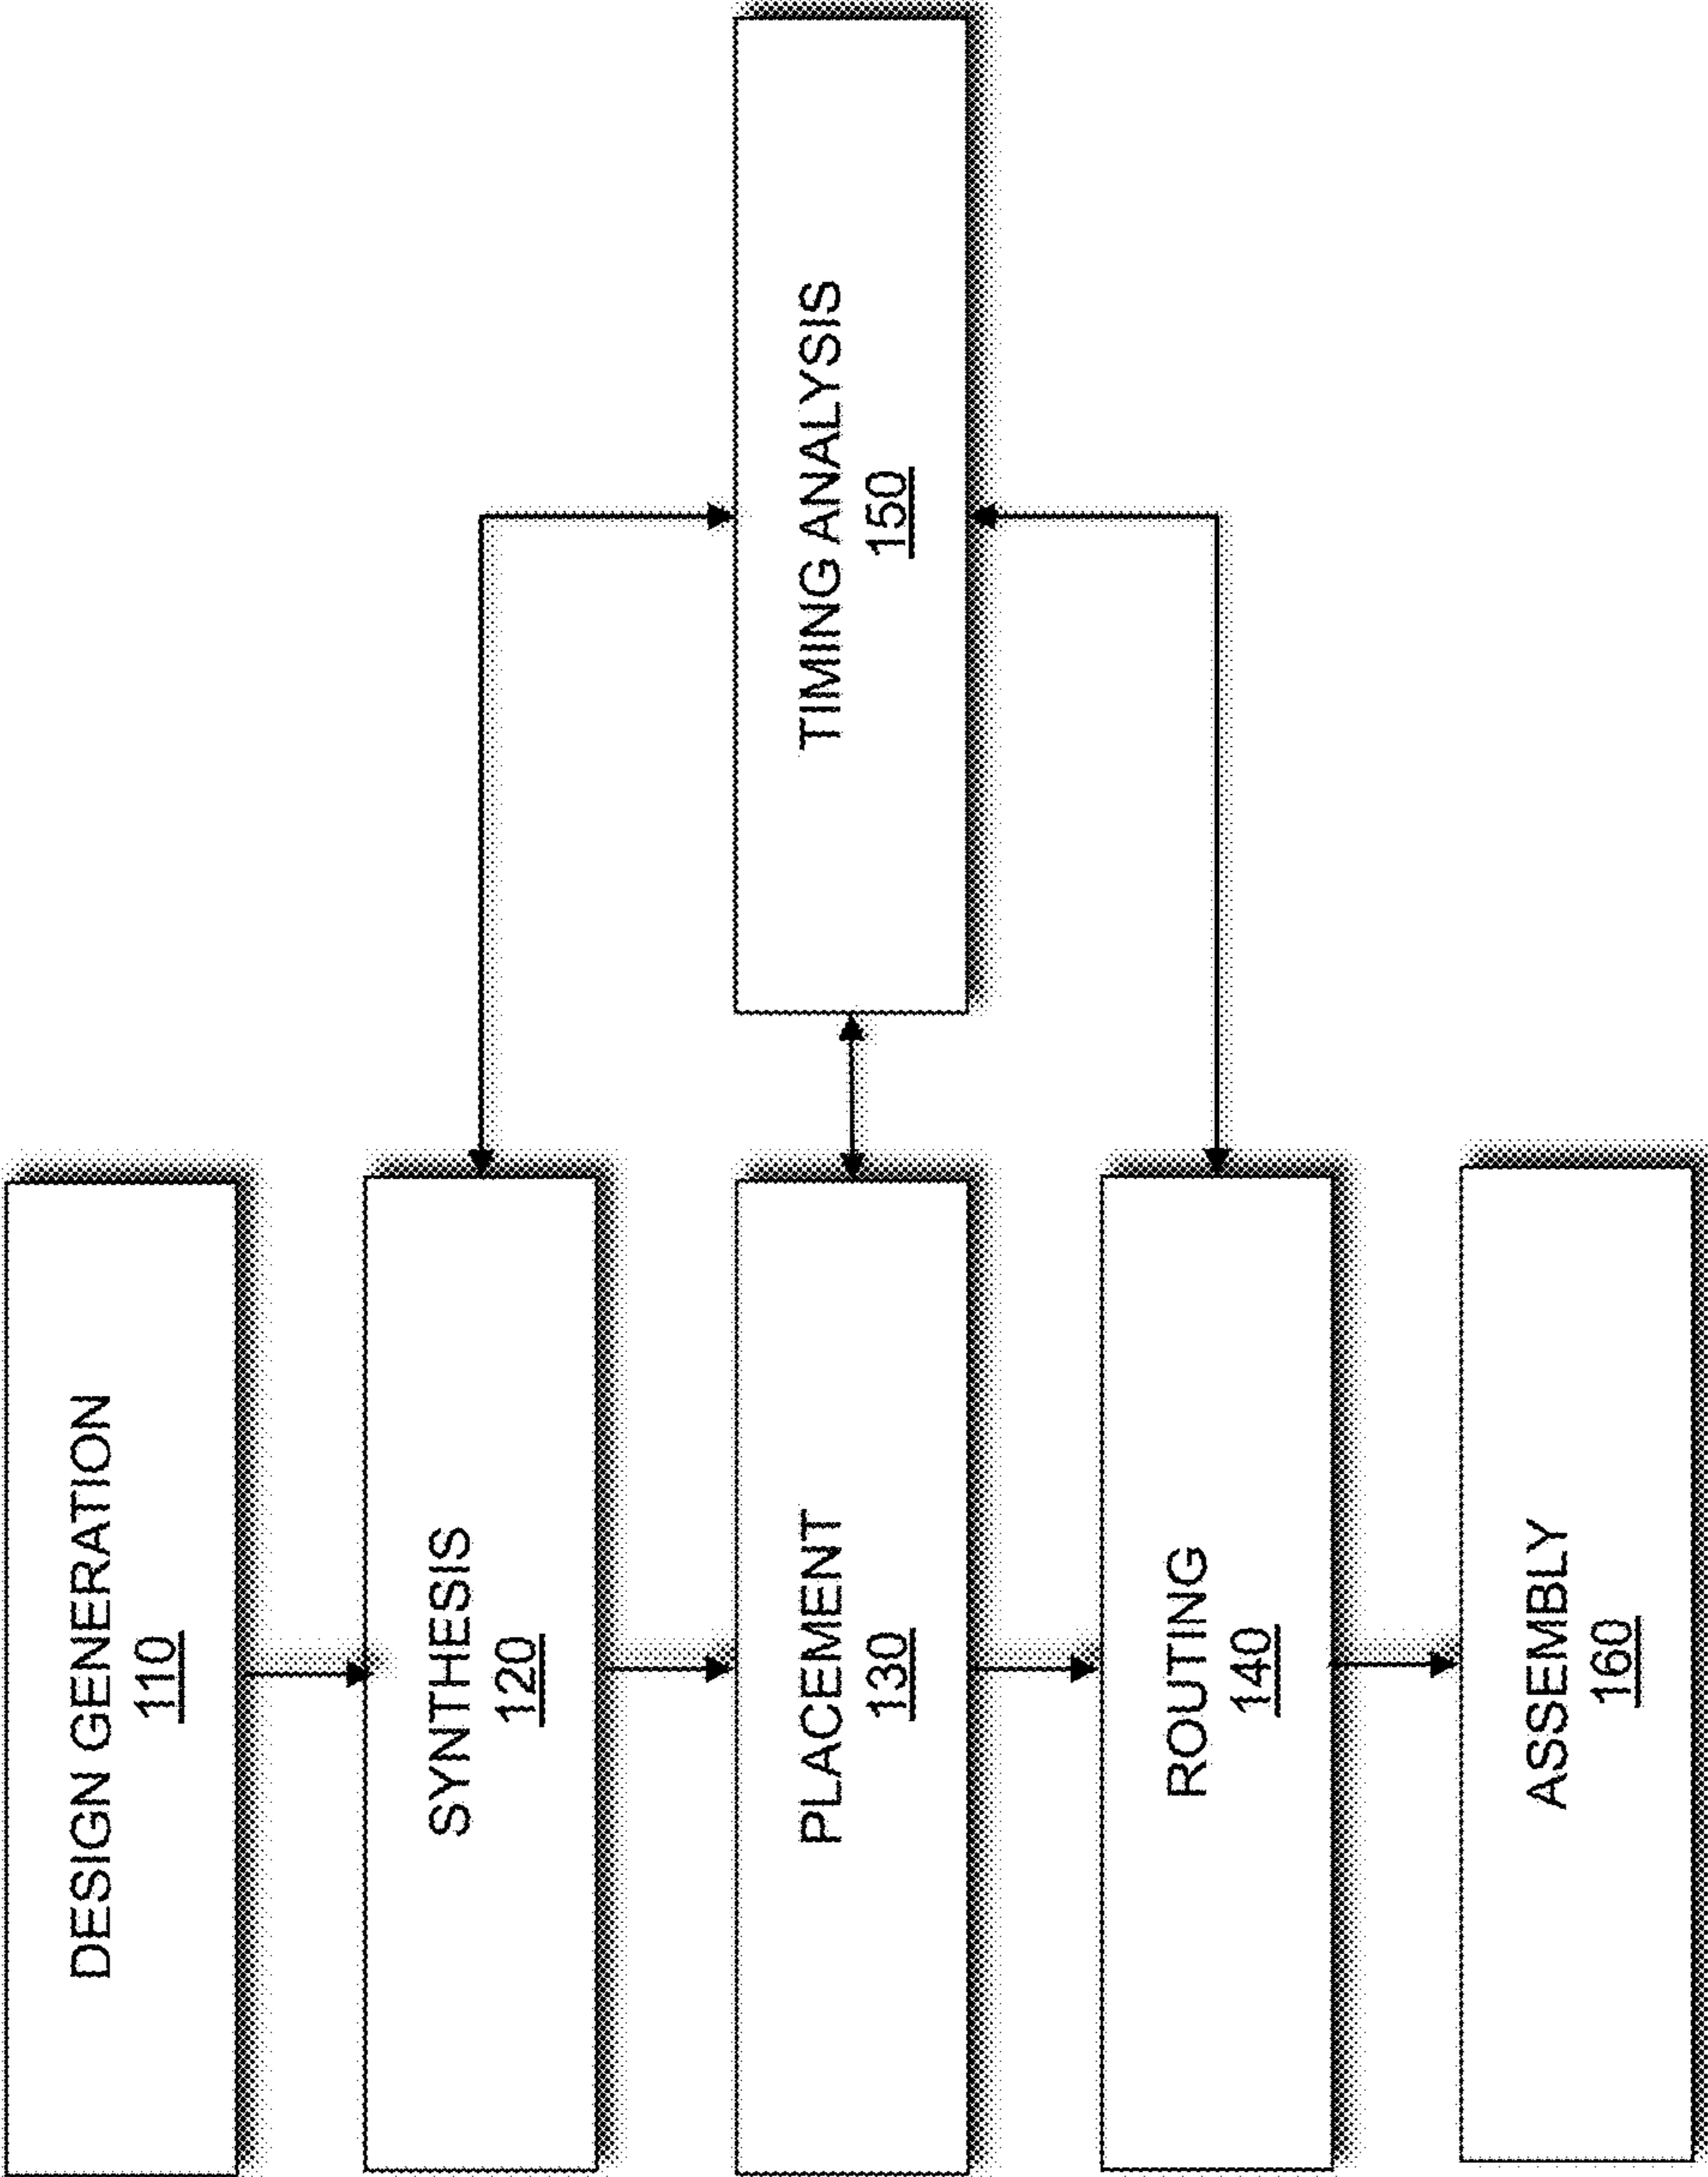 DESIGN GENERATION
110
SYNTHESIS
120
PLACEMENT
130
TIMING ANALYSIS
150
ROUTING
140
ASSEMBLY
160